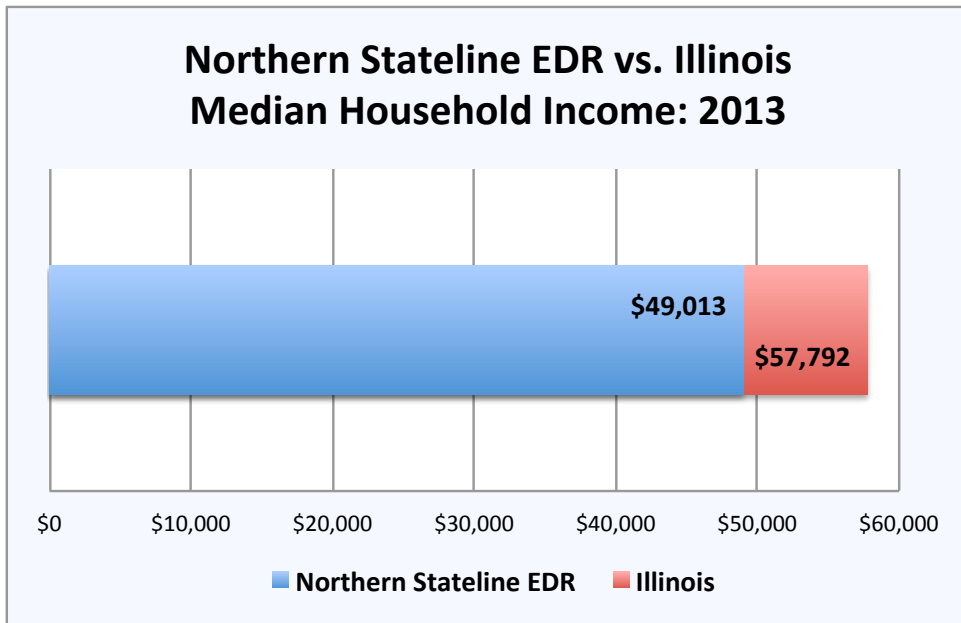 Northern Stateline EDR vs. Illinois
Median Household Income: 2013
$49,013
$57,792
$0 $10,000 $20,000 $30,000 $40,000 $50,000 $60,000
Northern Stateline EDR Illinois